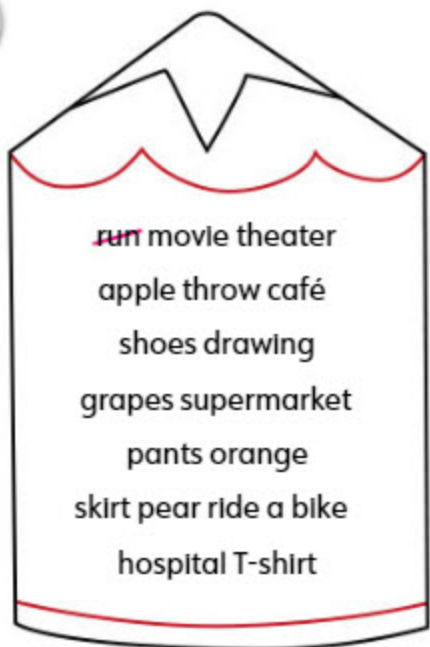 run movie theater
apple throw café
shoes drawing
grapes supermarket
pants orange
skirt pear ride a bike
hospital T-shirt